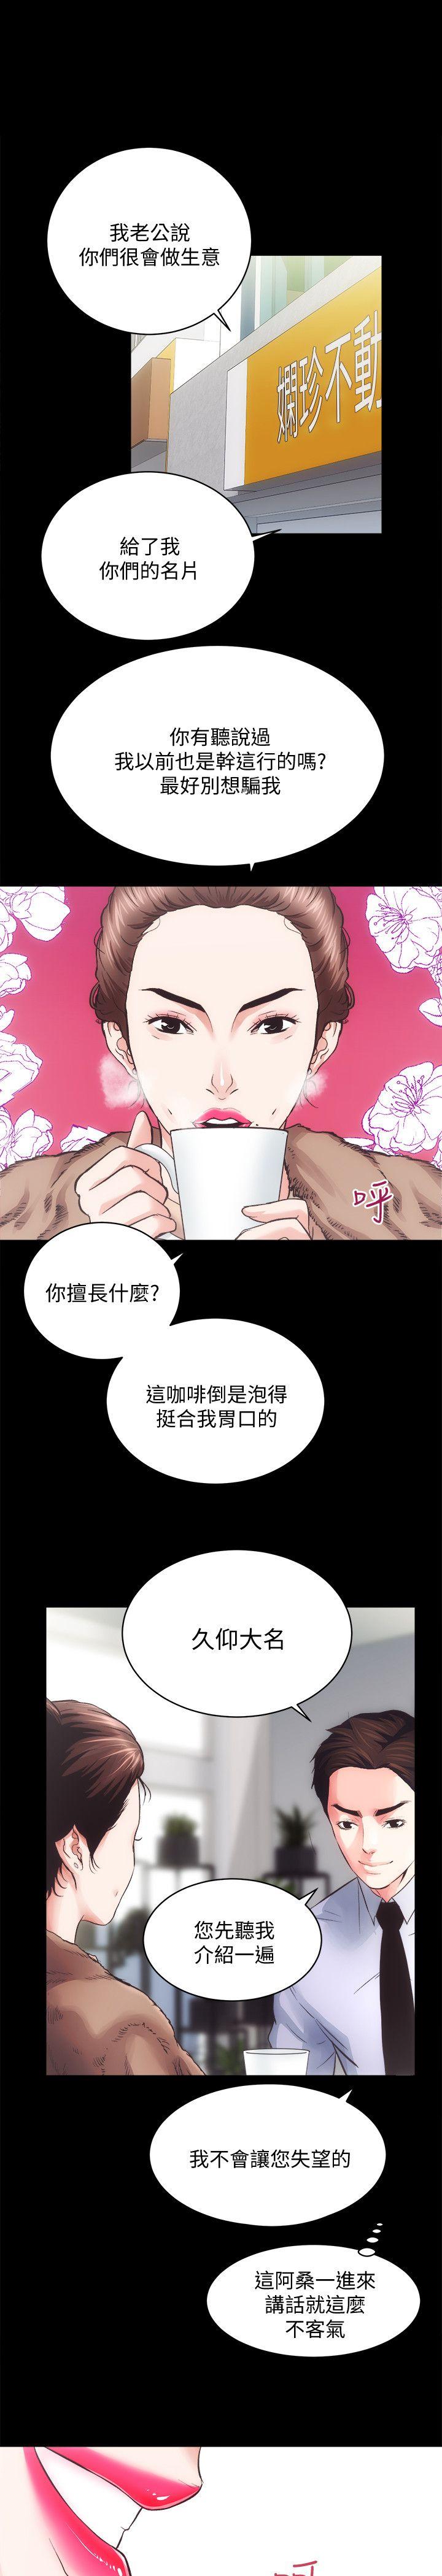 我老公說
你們很會做生意
嫻珍不動
給了我
你們的名片
你有聽說過
我以前也是幹這行的嗎?
最好別想騙我
呼
你擅長什麼?
這咖啡倒是泡得
挺合我胃口的
久仰大名
您先聽我
介紹一遍
我不會讓您失望的
這阿桑一進來
講話就這麼
不客氣